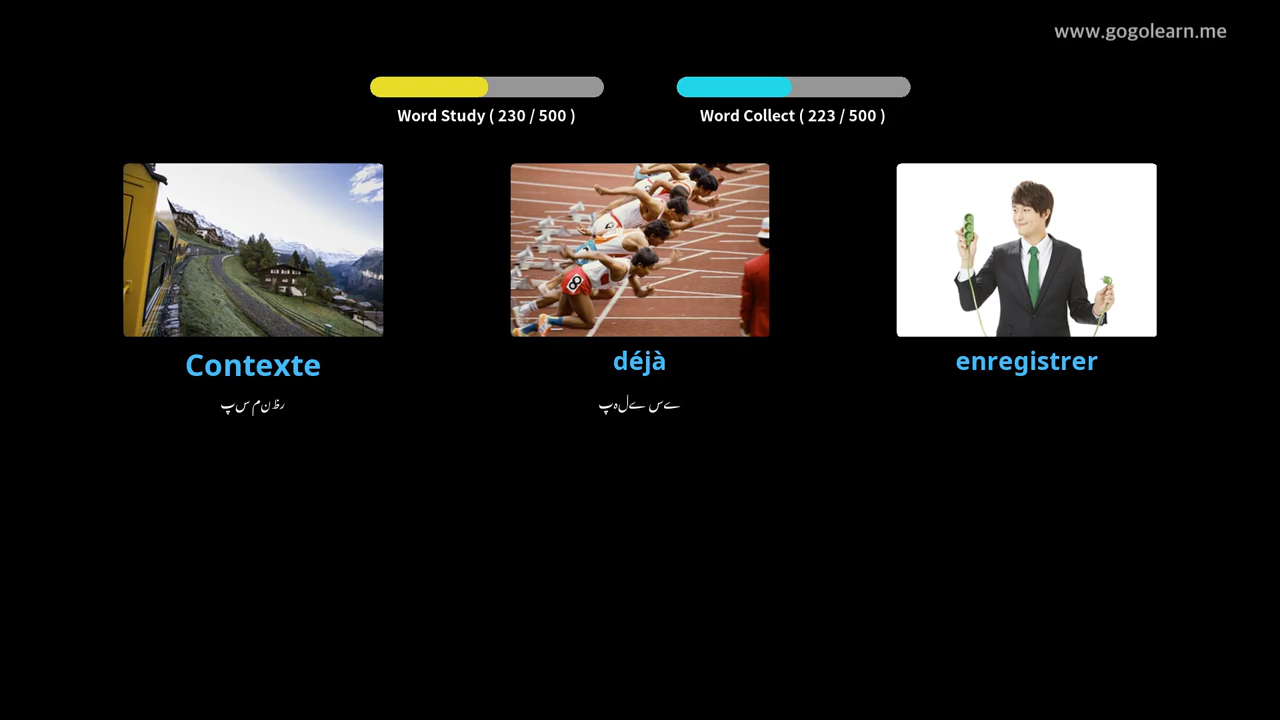 www.gogolearn.me
Word Study ( 230 / 500 )
Word Collect ( 223 / 500 )
Contexte
déjà
enregistrer
پس منظر
پہلے سے